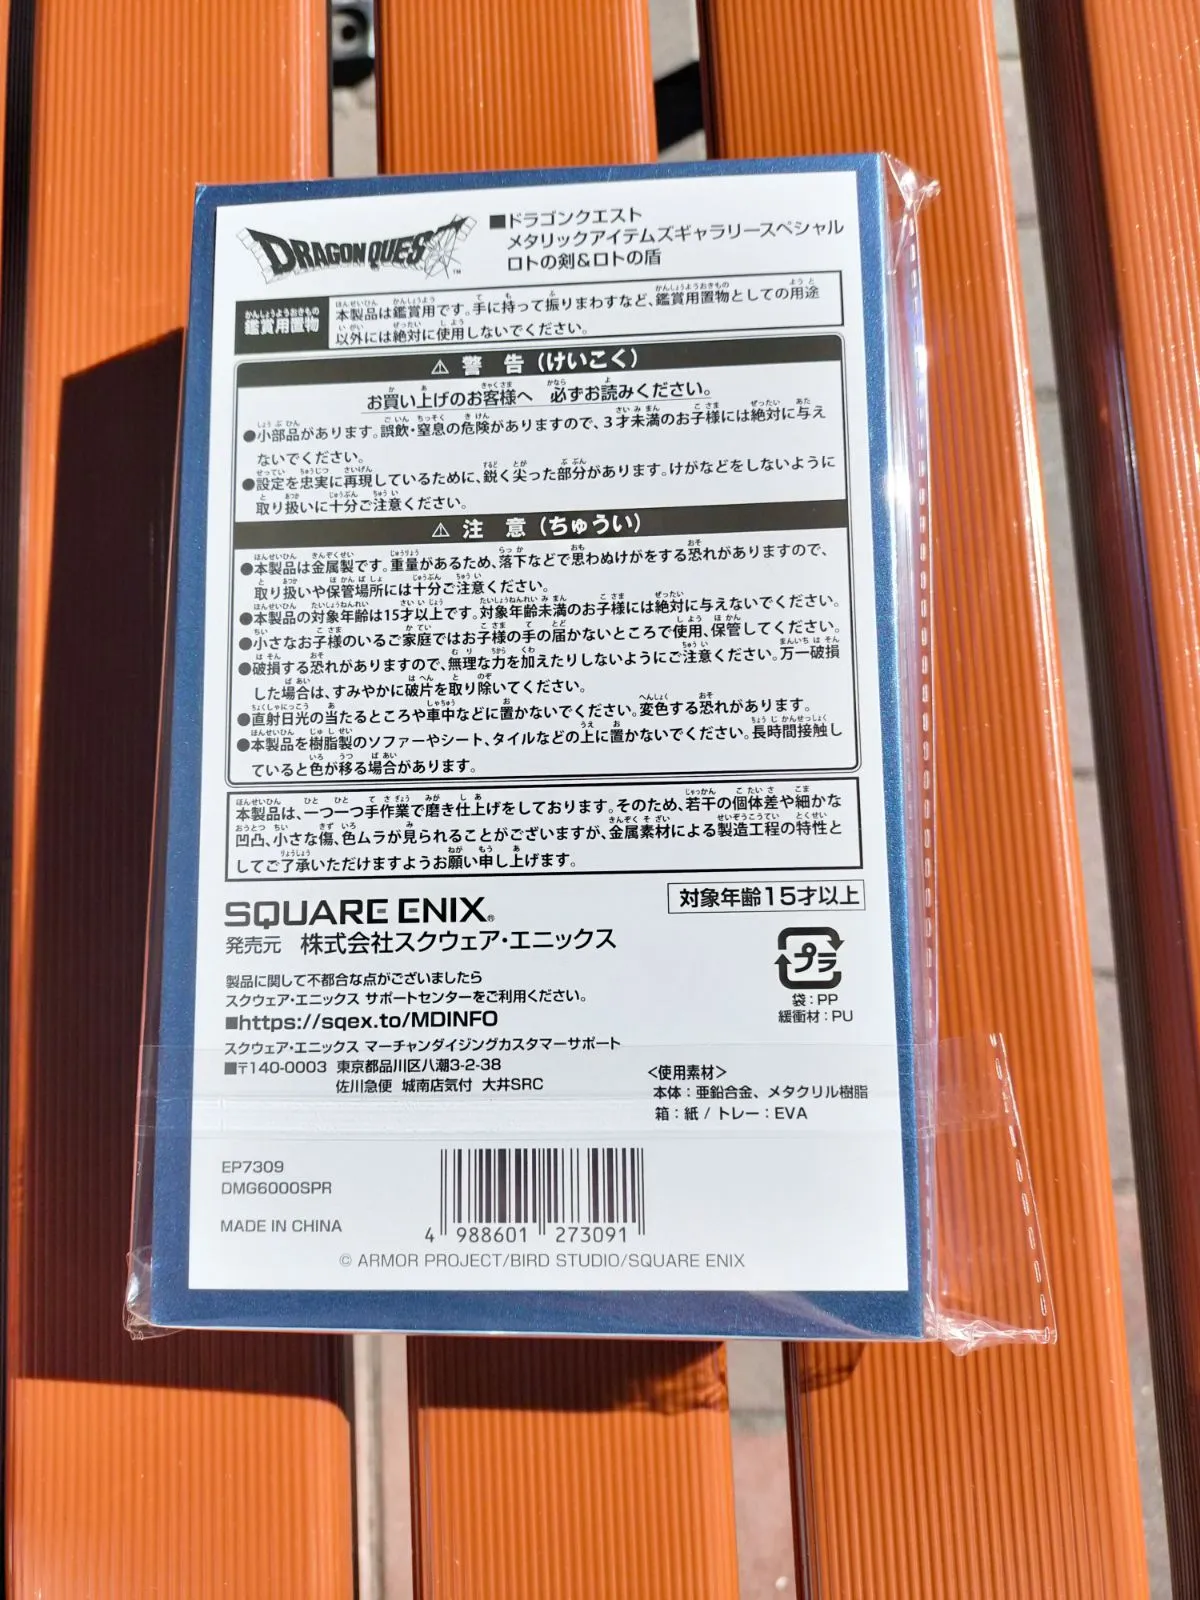 DRAGON QUEST™
■ドラゴンクエスト
メタリックアイテムズギャラリースペシャル
ロトの剣&ロトの盾
鑑賞用置物
本製品は鑑賞用です。手に持って振りまわすなど、鑑賞用置物としての用途
以外には絶対に使用しないでください。
⚠ 警 告(けいこく)
お買い上げのお客様へ 必ずお読みください。
●小部品があります。誤飲・窒息の危険がありますので、3才未満のお子様には絶対に与え
ないでください。
●設定を忠実に再現しているために、鋭く尖った部分があります。けがなどをしないように
取り扱いに十分ご注意ください。
⚠ 注 意(ちゅうい)
●本製品は金属製です。重量があるため、落下などで思わぬけがをする恐れがありますので、
取り扱いや保管場所には十分ご注意ください。
●本製品の対象年齢は15才以上です。対象年齢未満のお子様には絶対に与えないでください。
●小さなお子様のいるご家庭ではお子様の手の届かないところで使用、保管してください。
●破損する恐れがありますので、無理な力を加えたりしないようにご注意ください。万一破損
した場合は、すみやかに破片を取り除いてください。
●直射日光の当たるところや車中などに置かないでください。変色する恐れがあります。
●本製品を樹脂製のソファーやシート、タイルなどの上に置かないでください。長時間接触し
ていると色が移る場合があります。
本製品は、一つ一つ手作業で磨き仕上げをしております。そのため、若干の個体差や細かな
凹凸、小さな傷、色ムラが見られることがございますが、金属素材による製造工程の特性と
してご了承いただけますようお願い申し上げます。
SQUARE ENIX®
対象年齢15才以上
発売元 株式会社スクウェア・エニックス
プラ
袋:PP
緩衝材:PU
製品に関して不都合な点がございましたら
スクウェア・エニックス サポートセンターをご利用ください。
■https://sqex.to/MDINFO
スクウェア・エニックス マーチャンダイジングカスタマーサポート
■〒140-0003 東京都品川区八潮3-2-38
佐川急便 城南店気付 大井SRC
<使用素材>
本体:亜鉛合金、メタクリル樹脂
箱:紙 / トレー:EVA
EP7309
DMG6000SPR
MADE IN CHINA
4 988601 273091
© ARMOR PROJECT/BIRD STUDIO/SQUARE ENIX